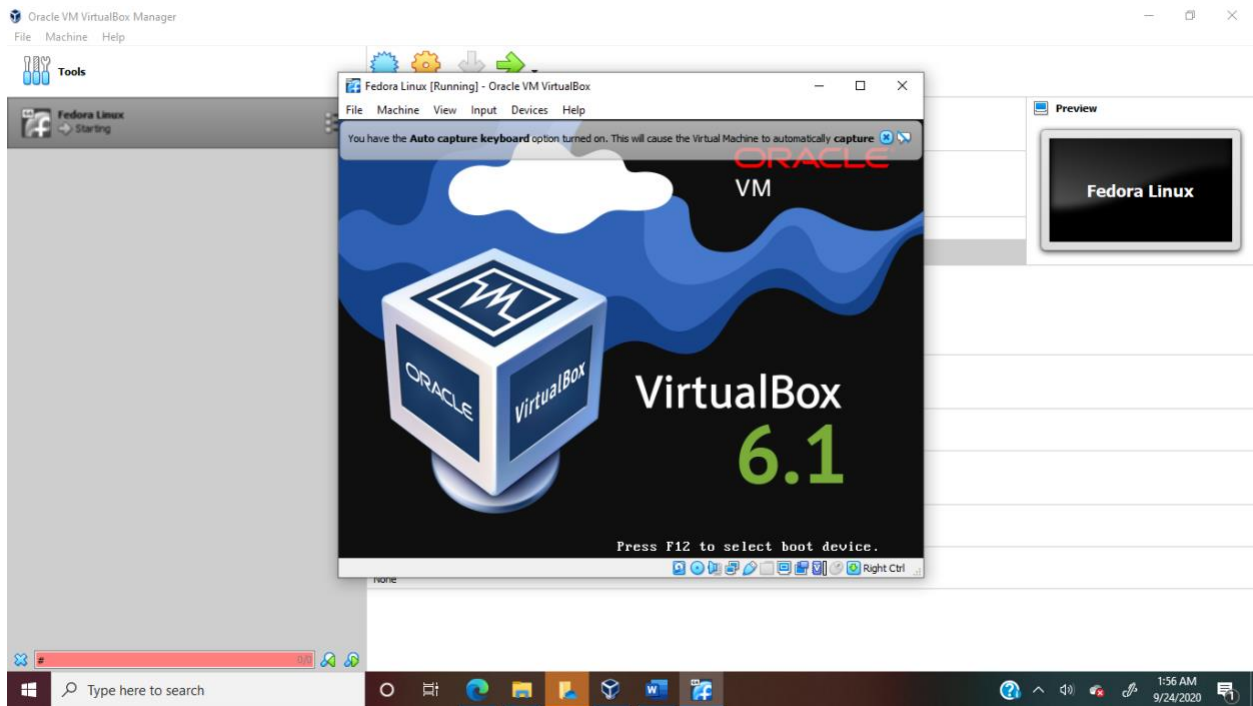 Oracle VM VirtualBox Manager
File Machine Help
Tools
Fedora Linux
Starting
Fedora Linux [Running] - Oracle VM VirtualBox
File Machine View Input Devices Help
You have the Auto capture keyboard option turned on. This will cause the Virtual Machine to automatically capture
ORACLE
VM
ORACLE
VirtualBox
VirtualBox
6.1
Press F12 to select boot device.
Right Ctrl
None
Preview
Fedora Linux
#
0/0
Type here to search
1:56 AM
9/24/2020
1